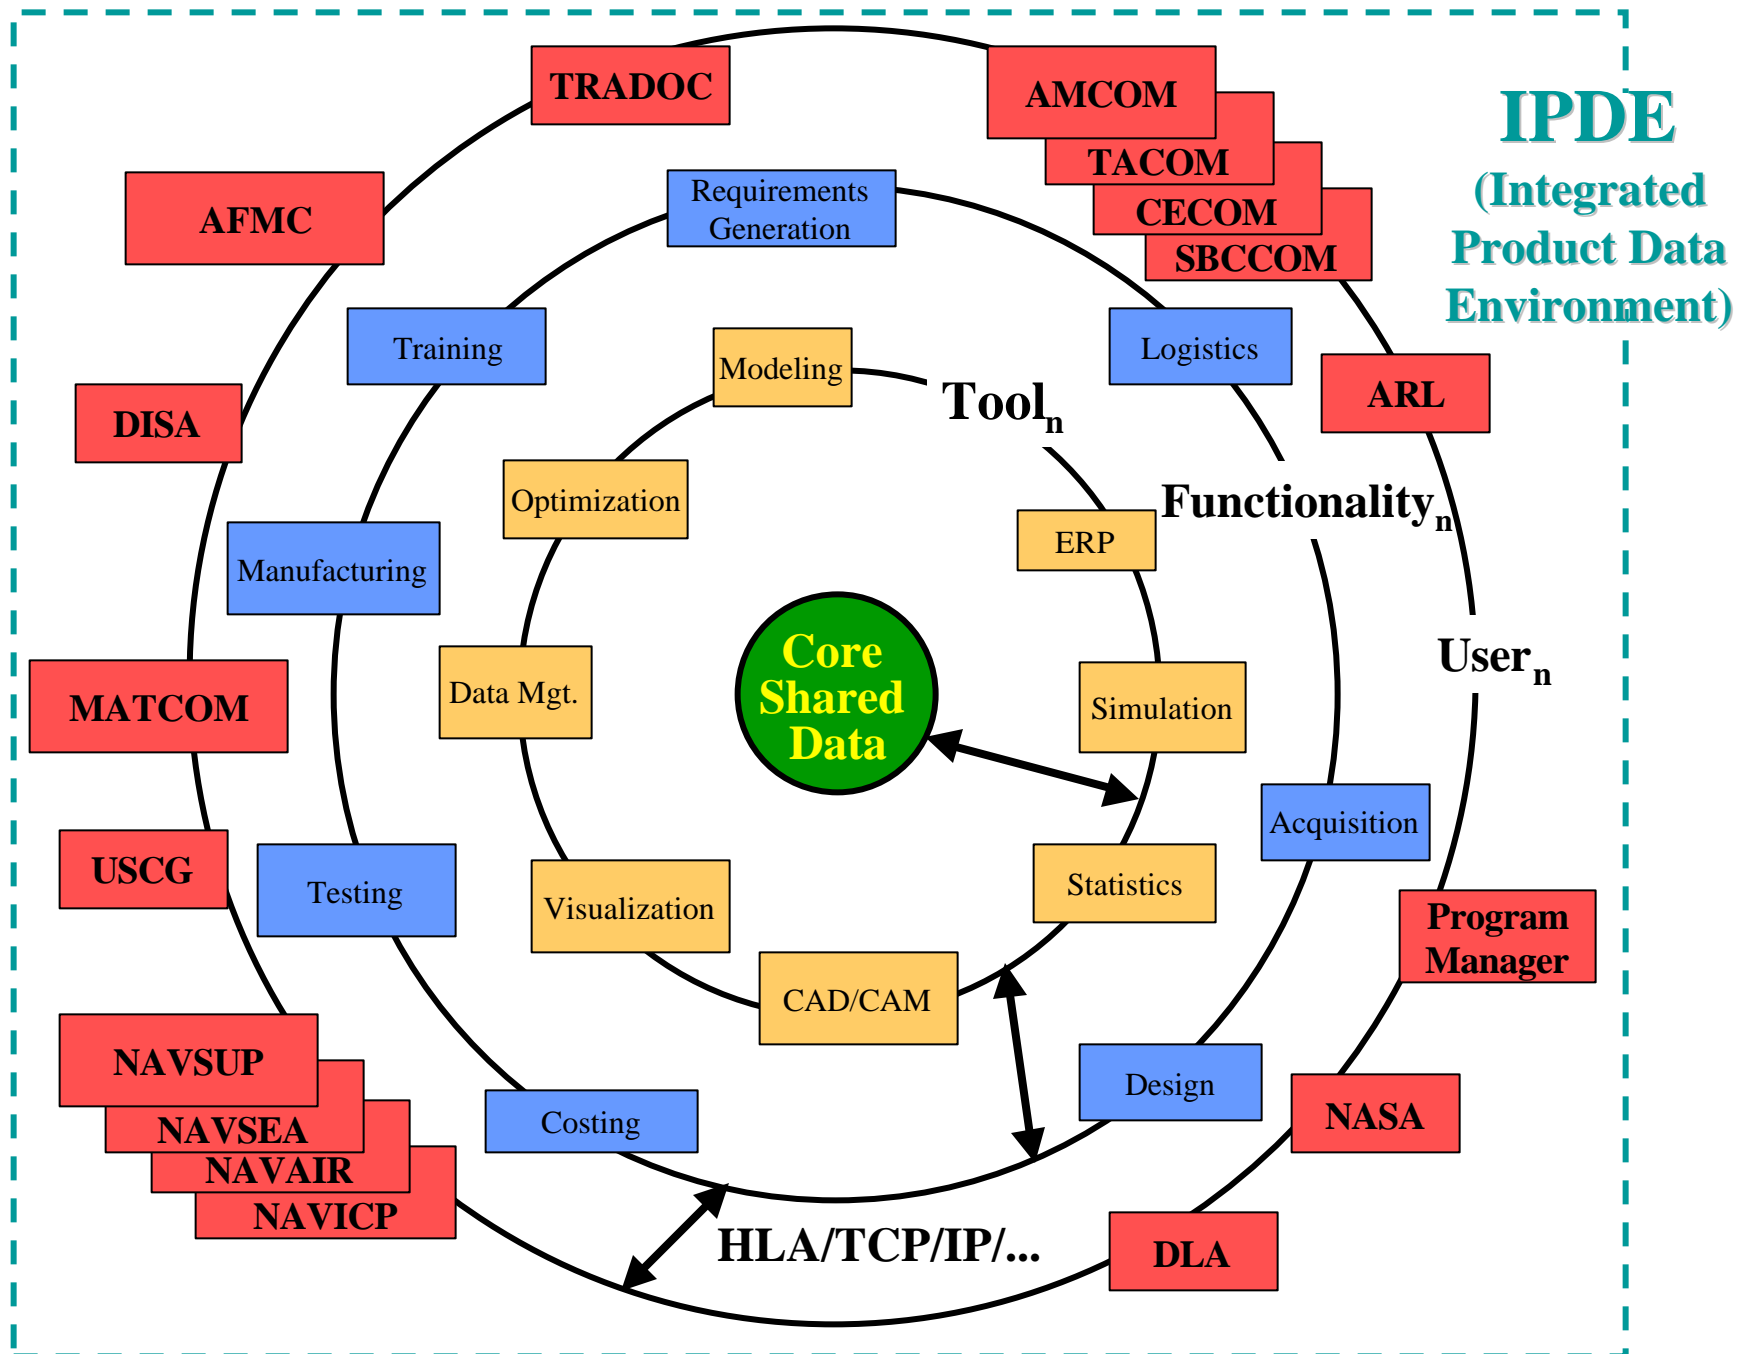 TRADOC
AMCOM
TACOM
CECOM
SBCCOM
IPDE
(Integrated
Product Data
Environment)
AFMC
Requirements
Generation
Training
Modeling
Logistics
Tooln
ARL
DISA
Optimization
Functionalityn
ERP
Manufacturing
Core
Shared
Data
Usern
MATCOM
Data Mgt.
Simulation
Acquisition
USCG
Testing
Visualization
Statistics
Program
Manager
CAD/CAM
NAVSUP
NAVSEA
NAVAIR
NAVICP
Costing
Design
NASA
HLA/TCP/IP/...
DLA